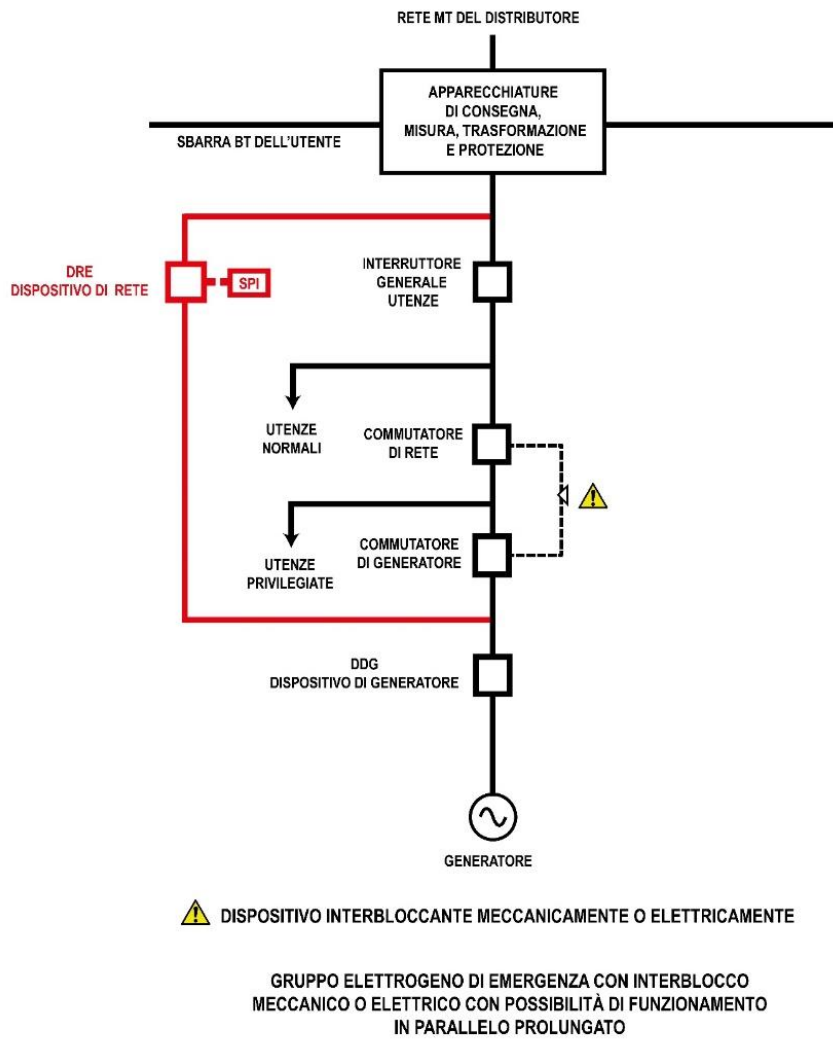 RETE MT DEL DISTRIBUTORE
APPARECCHIATURE
DI CONSEGNA,
MISURA, TRASFORMAZIONE
E PROTEZIONE
SBARRA BT DELL'UTENTE
DRE
DISPOSITIVO DI RETE
SPI
INTERRUTTORE
GENERALE
UTENZE
UTENZE
NORMALI
COMMUTATORE
DI RETE
UTENZE
PRIVILEGIATE
COMMUTATORE
DI GENERATORE
DDG
DISPOSITIVO DI GENERATORE
GENERATORE
DISPOSITIVO INTERBLOCCANTE MECCANICAMENTE O ELETTRICAMENTE
GRUPPO ELETTROGENO DI EMERGENZA CON INTERBLOCCO
MECCANICO O ELETTRICO CON POSSIBILITÀ DI FUNZIONAMENTO
IN PARALLELO PROLUNGATO